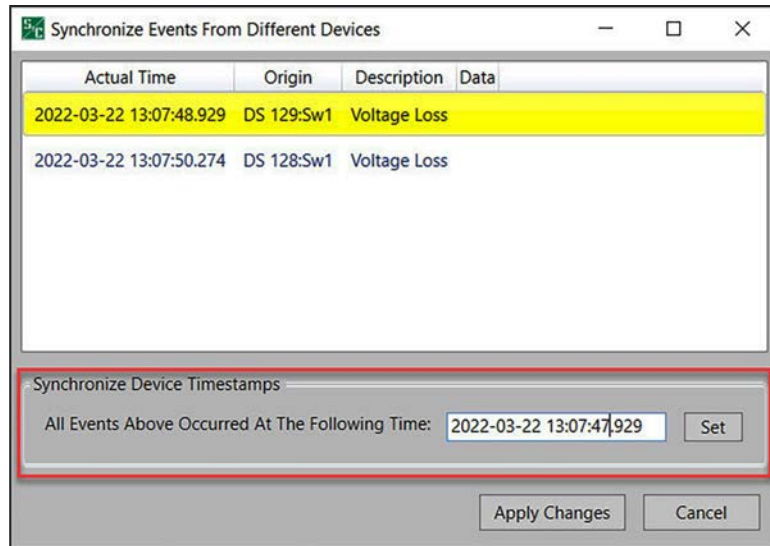 Synchronize Events From Different Devices
Actual Time Origin Description Data
2022-03-22 13:07:48.929 DS 129:Sw1 Voltage Loss
2022-03-22 13:07:50.274 DS 128:Sw1 Voltage Loss
Synchronize Device Timestamps
All Events Above Occurred At The Following Time: 2022-03-22 13:07:47.929 Set
Apply Changes Cancel